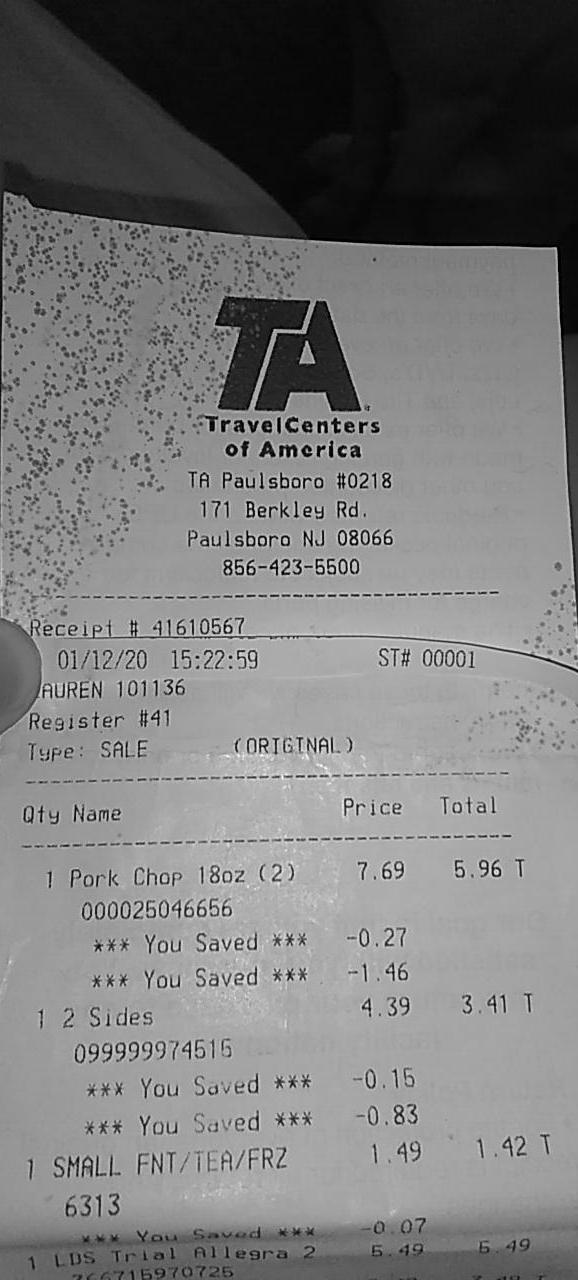 TA
TravelCenters
of America
TA Paulsboro #0218
171 Berkley Rd.
Paulsboro NJ 08066
856-423-5500
Receipt # 41610567
01/12/20 15:22:59 ST# 00001
AUREN 101136
Register #41
Type: SALE (ORIGINAL)
Qty Name Price Total
1 Pork Chop 18oz (2) 7.69 5.96 T
000025046656
*** You Saved *** -0.27
*** You Saved *** -1.46
1 2 Sides 4.39 3.41 T
099999974515
*** You Saved *** -0.15
*** You Saved *** -0.83
1 SMALL FNT/TEA/FRZ 1.49 1.42 T
6313
*** You Saved *** -0.07
1 LDS Trial Allegra 2 5.49 5.49
766715970725